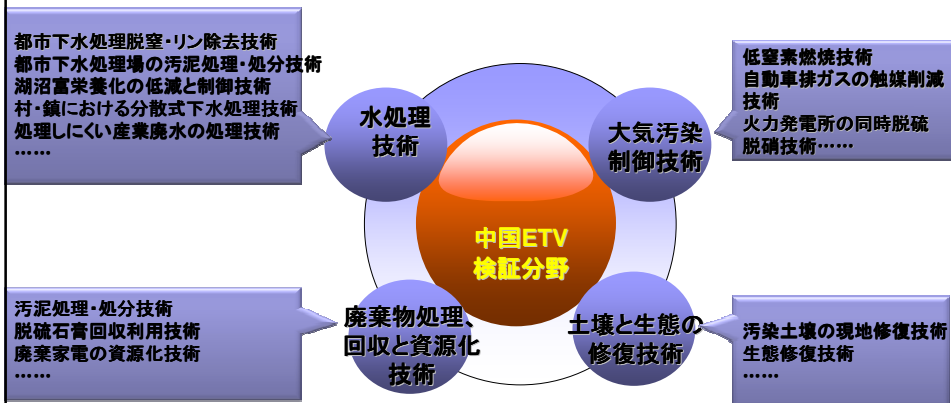 都市下水処理脱窒・リン除去技術
都市下水処理場の汚泥処理・処分技術
湖沼富栄養化の低減と制御技術
村・鎮における分散式下水処理技術
処理しにくい産業廃水の処理技術
……
水処理
技術
大気汚染
制御技術
低窒素燃焼技術
自動車排ガスの触媒削減
技術
火力発電所の同時脱硫
脱硝技術……
中国ETV
検証分野
汚泥処理・処分技術
脱硫石膏回収利用技術
廃棄家電の資源化技術
……
廃棄物処理、
回収と資源化
技術
土壌と生態の
修復技術
汚染土壌の現地修復技術
生態修復技術
……